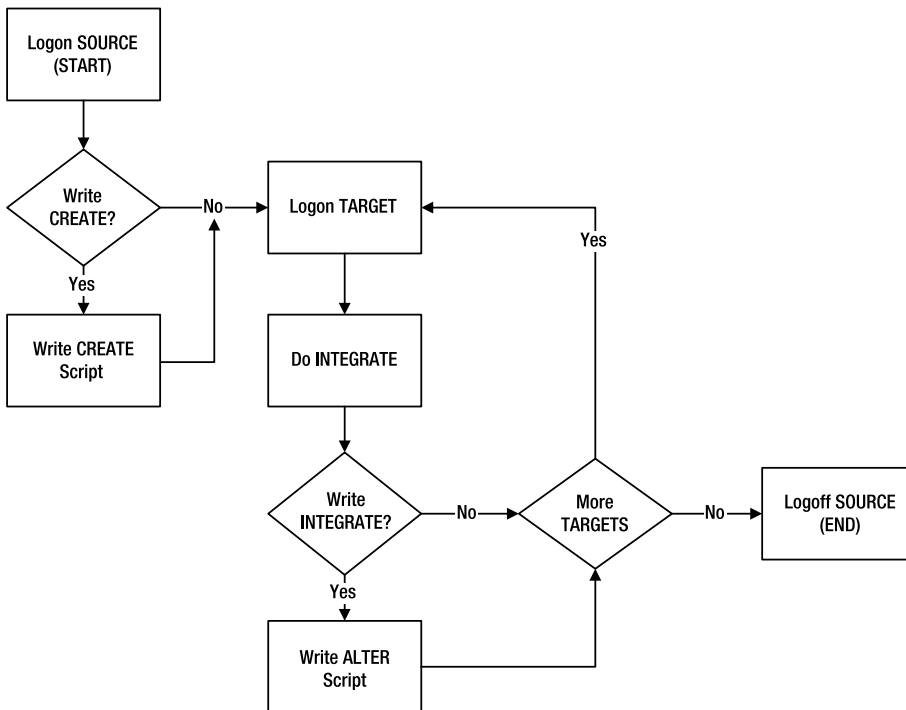 Logon SOURCE
(START)
Write
CREATE?
No
Yes
Write CREATE
Script
Logon TARGET
Do INTEGRATE
Write
INTEGRATE?
No
Yes
Write ALTER
Script
More
TARGETS
Yes
No
Logoff SOURCE
(END)